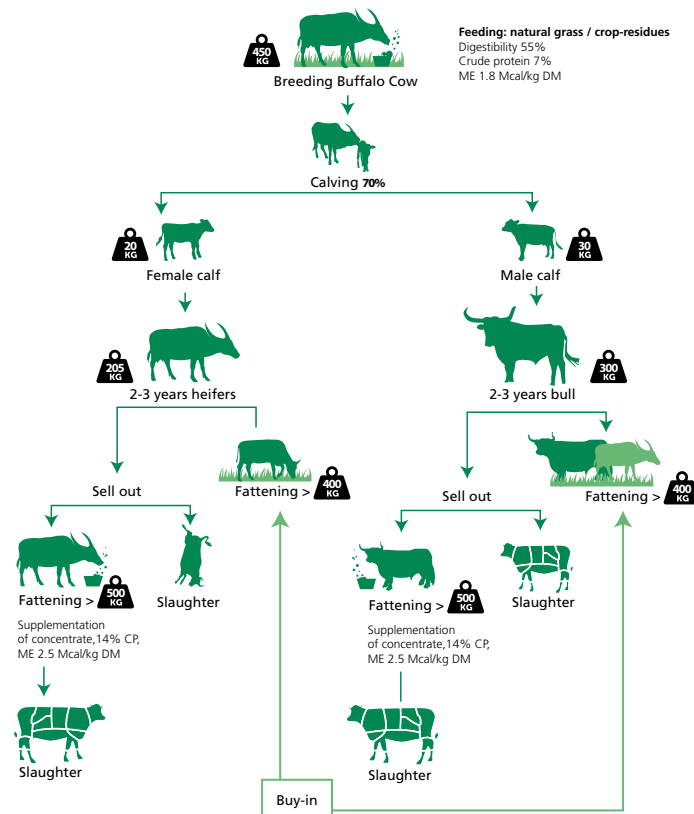 450
KG
Feeding: natural grass / crop-residues
Digestibility 55%
Crude protein 7%
ME 1.8 Mcal/kg DM
Breeding Buffalo Cow
Calving 70%
20
KG
Female calf
30
KG
Male calf
205
KG
2-3 years heifers
300
KG
2-3 years bull
Sell out
Fattening >
400
KG
Sell out
Fattening >
400
KG
Fattening >
500
KG
Slaughter
Supplementation
of concentrate,14% CP,
ME 2.5 Mcal/kg DM
Slaughter
Fattening >
500
KG
Slaughter
Supplementation
of concentrate,14% CP,
ME 2.5 Mcal/kg DM
Slaughter
Buy-in